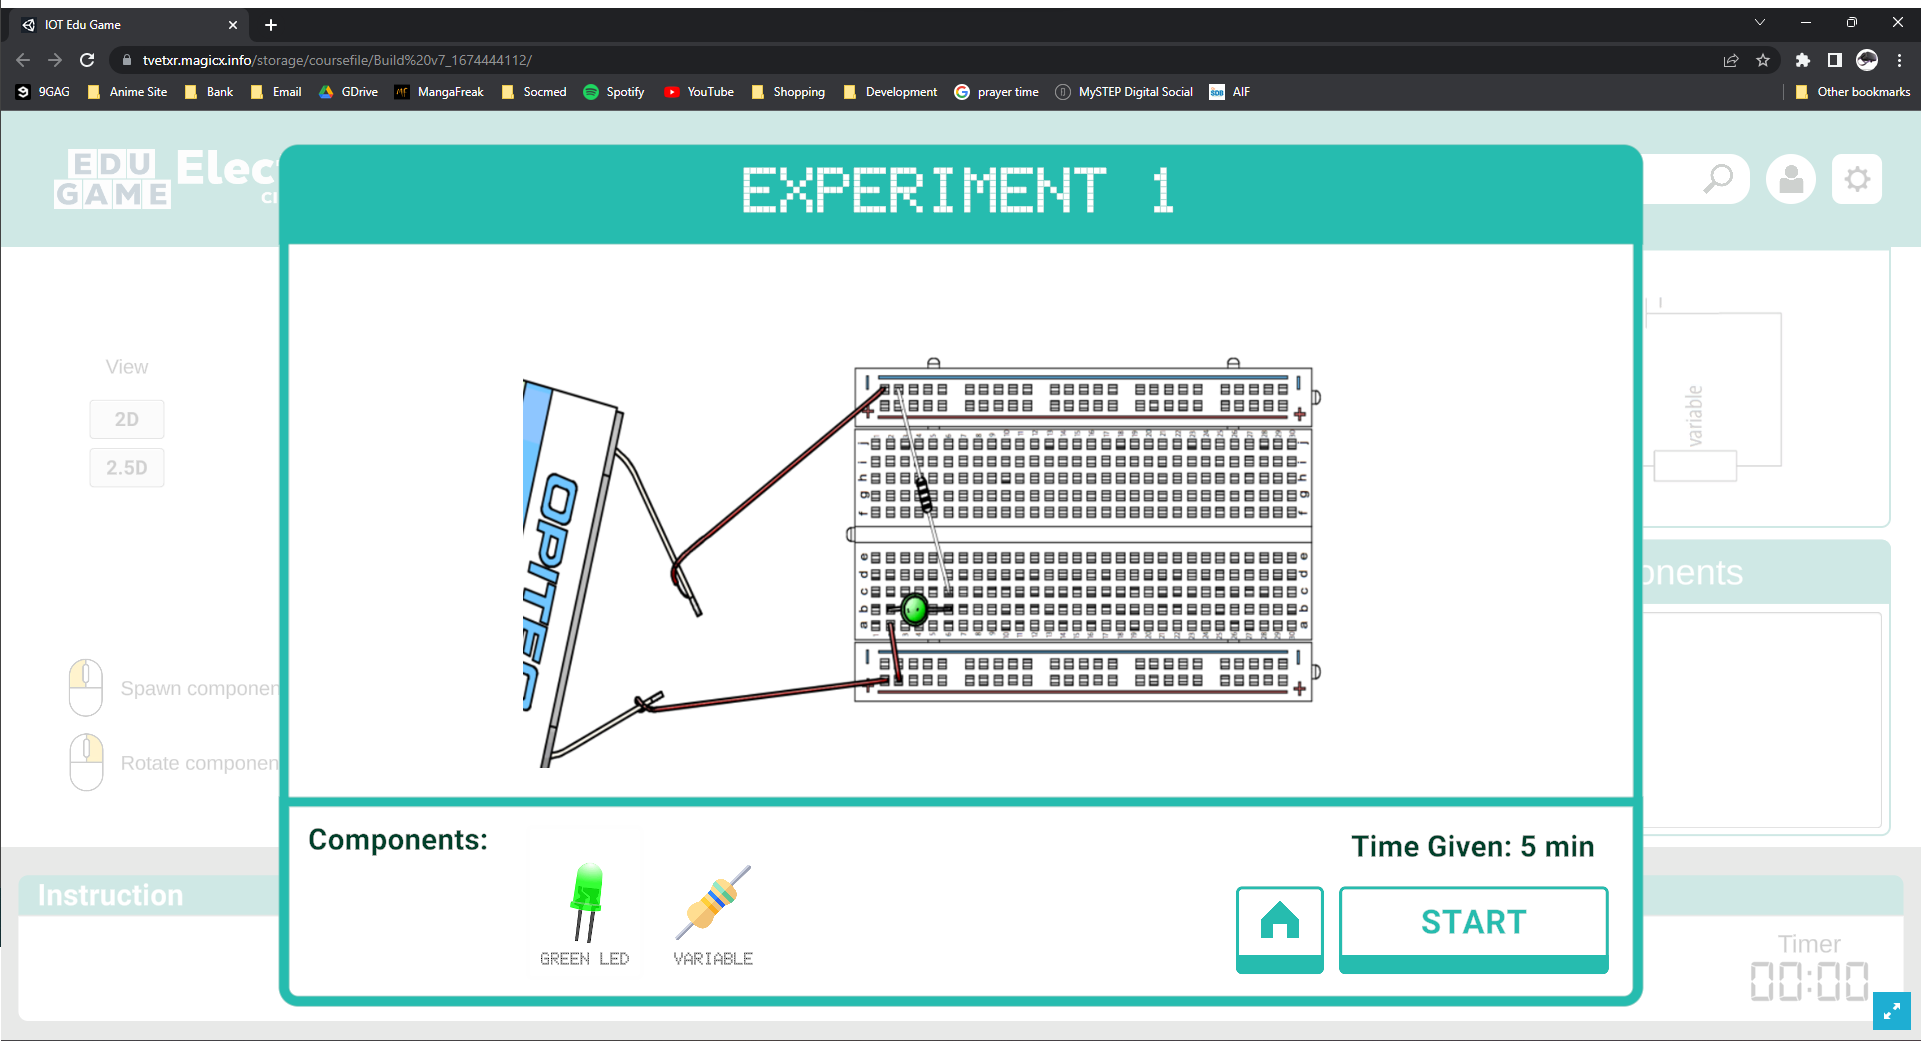 IOT Edu Game
tvetxr.magicx.info/storage/coursefile/Build%20v7_1674444112/
9GAG Anime Site Bank Email GDrive MangaFreak Socmed Spotify YouTube Shopping Development prayer time MySTEP Digital Social AIF Other bookmarks
EDU
GAME
Elec
CI
EXPERIMENT 1
View
2D
2.5D
Spawn componen
Rotate componen
OPITEC
variable
onents
Components:
GREEN LED
VARIABLE
Time Given: 5 min
START
Instruction
Timer
00:00